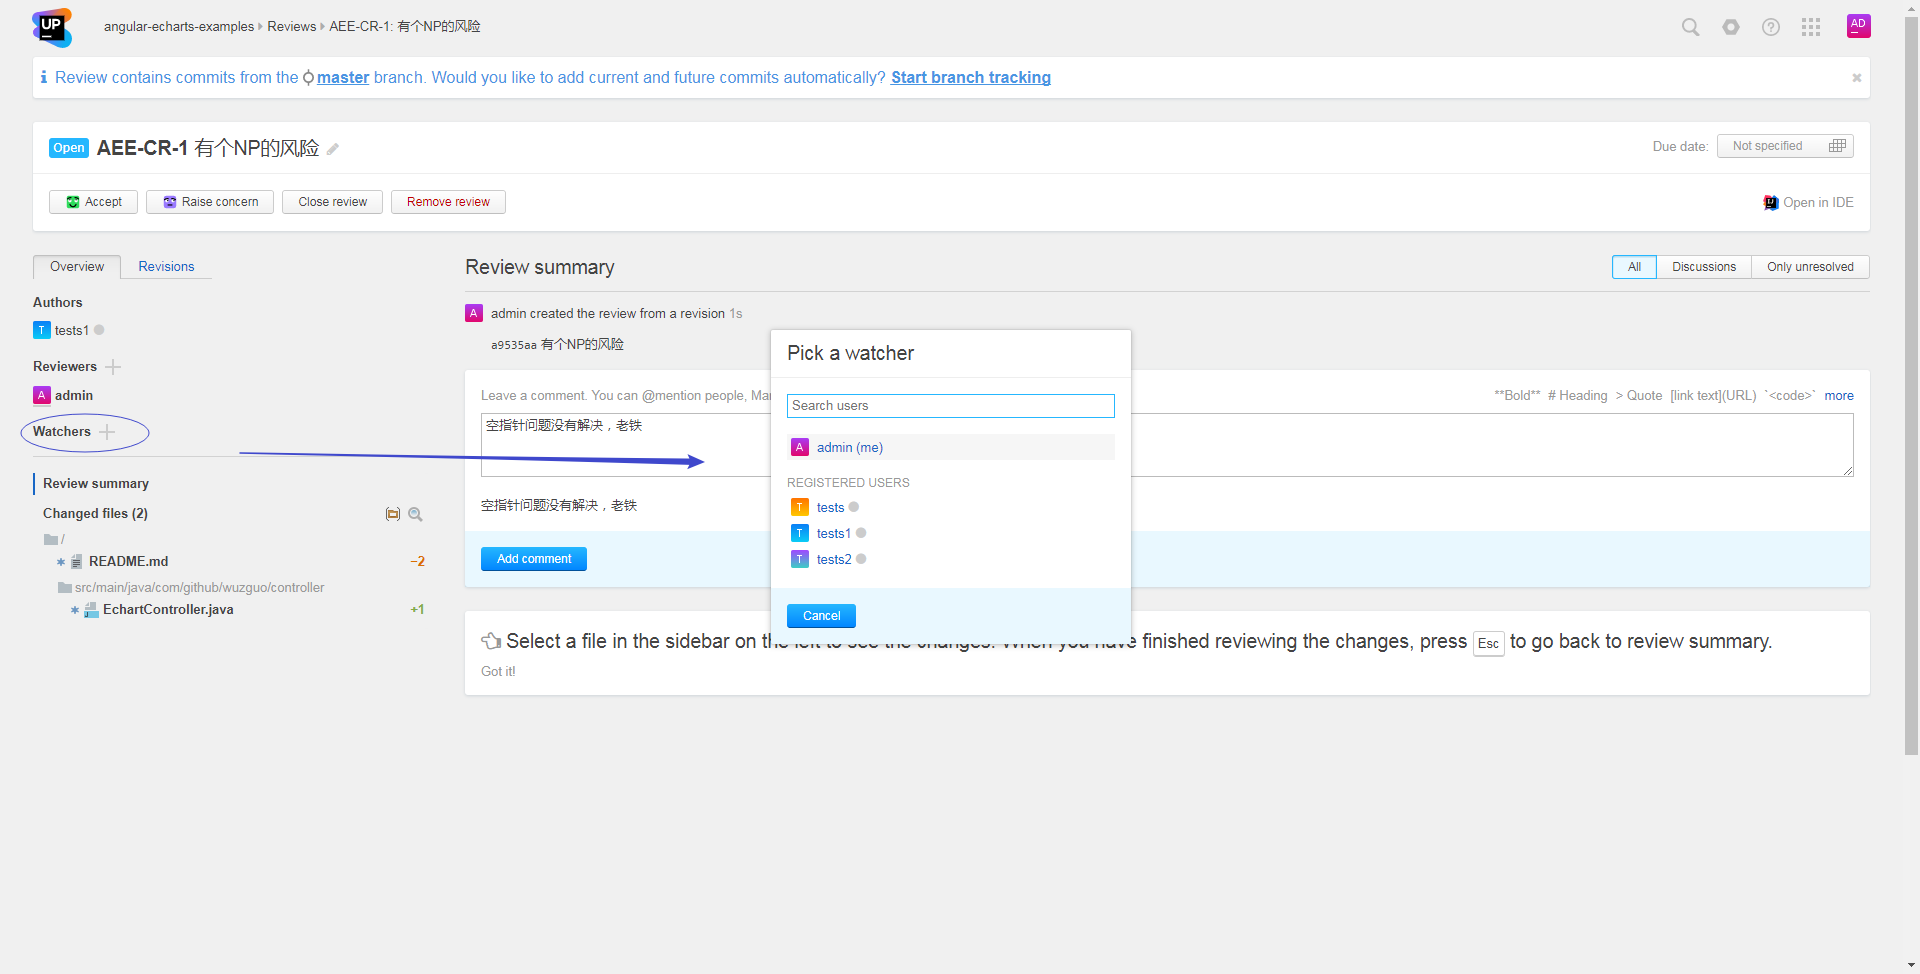 UP
angular-echarts-examples Reviews AEE-CR-1: 有个NP的风险
AD
Review contains commits from the master branch. Would you like to add current and future commits automatically? Start branch tracking
Open AEE-CR-1 有个NP的风险
Due date: Not specified
Accept Raise concern Close review Remove review
Open in IDE
Overview Revisions
Authors
T tests1
Reviewers
A admin
Watchers
Review summary
Changed files (2)
/
README.md −2
src/main/java/com/github/wuzguo/controller
EchartController.java +1
Review summary
All Discussions Only unresolved
A admin created the review from a revision 1s
a9535aa 有个NP的风险
Leave a comment. You can @mention people,
**Bold** # Heading > Quote [link text](URL) `<code>` more
空指针问题没有解决，老铁
空指针问题没有解决，老铁
Add comment
Select a file in the sidebar on the left to see the changes. When you have finished reviewing the changes, press Esc to go back to review summary.
Got it!
Pick a watcher
Search users
A admin (me)
REGISTERED USERS
T tests
T tests1
T tests2
Cancel